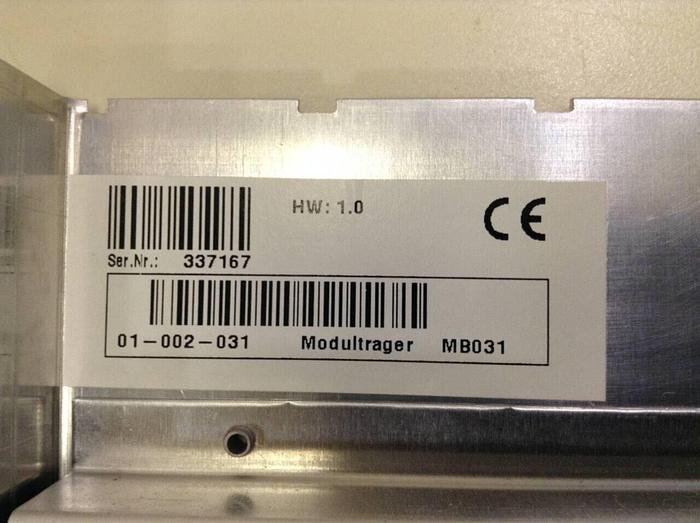 HW: 1.0
CE
Ser.Nr.: 337167
01-002-031 Modultrager MB031